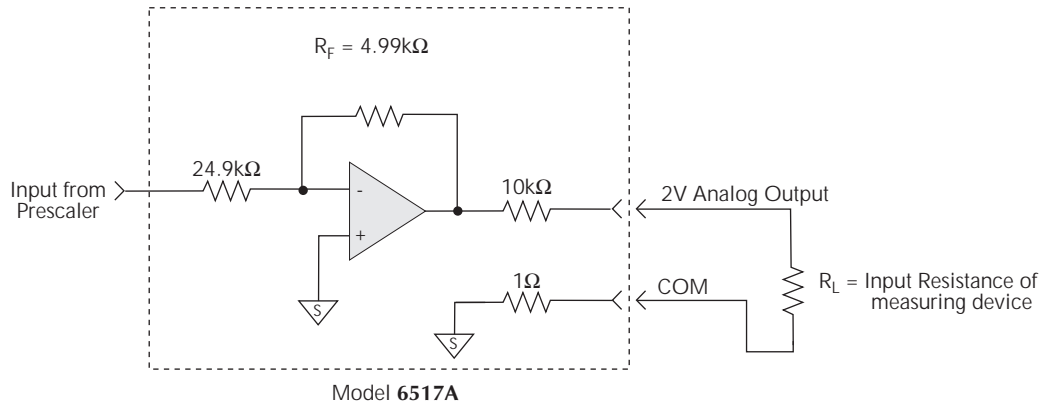 R_F = 4.99kΩ
24.9kΩ
Input from
Prescaler
-
+
S
10kΩ
2V Analog Output
1Ω
COM
S
R_L = Input Resistance of
measuring device
Model 6517A